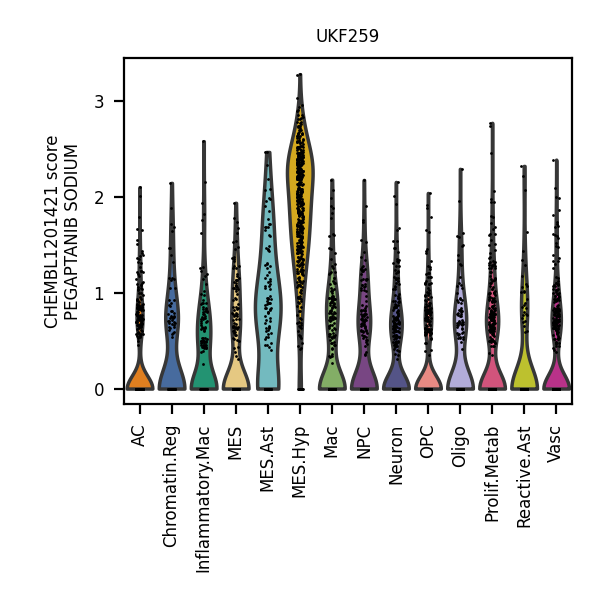 UKF259
CHEMBL1201421 score
PEGAPTANIB SODIUM
3
2
1
0
AC
Chromatin.Reg
Inflammatory.Mac
MES
MES.Ast
MES.Hyp
Mac
NPC
Neuron
OPC
Oligo
Prolif.Metab
Reactive.Ast
Vasc